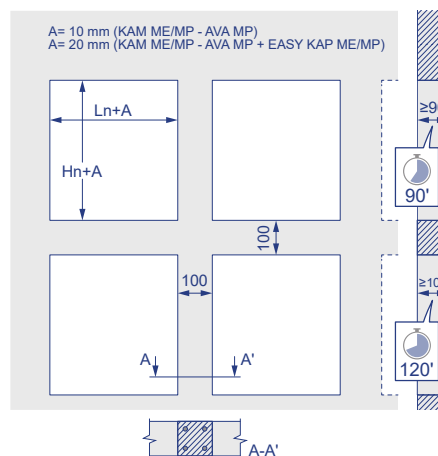 A= 10 mm (KAM ME/MP - AVA MP)
A= 20 mm (KAM ME/MP - AVA MP + EASY KAP ME/MP)
Ln+A
Hn+A
90'
100
100
A A'
120'
A-A'